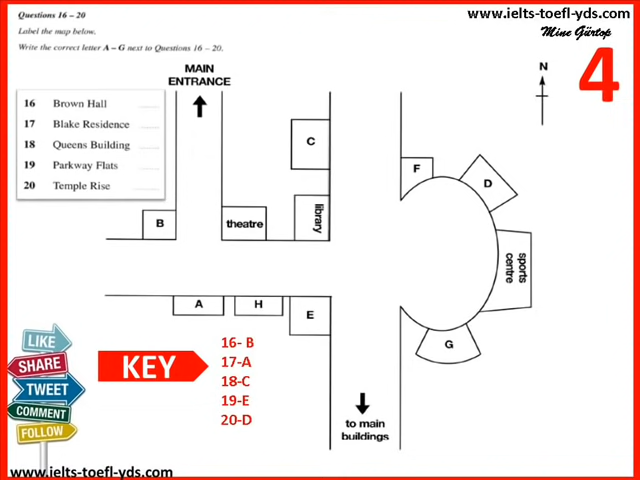 Questions 16 – 20
Label the map below.
Write the correct letter A – G next to Questions 16 – 20.
www.ielts-toefl-yds.com
Mine Gürtop
4
MAIN
ENTRANCE
N
16 Brown Hall
17 Blake Residence
18 Queens Building
19 Parkway Flats
20 Temple Rise
C
F
D
B
theatre
library
sports
centre
A
H
E
G
LIKE
SHARE
TWEET
COMMENT
FOLLOW
KEY
16- B
17-A
18-C
19-E
20-D
to main
buildings
www.ielts-toefl-yds.com